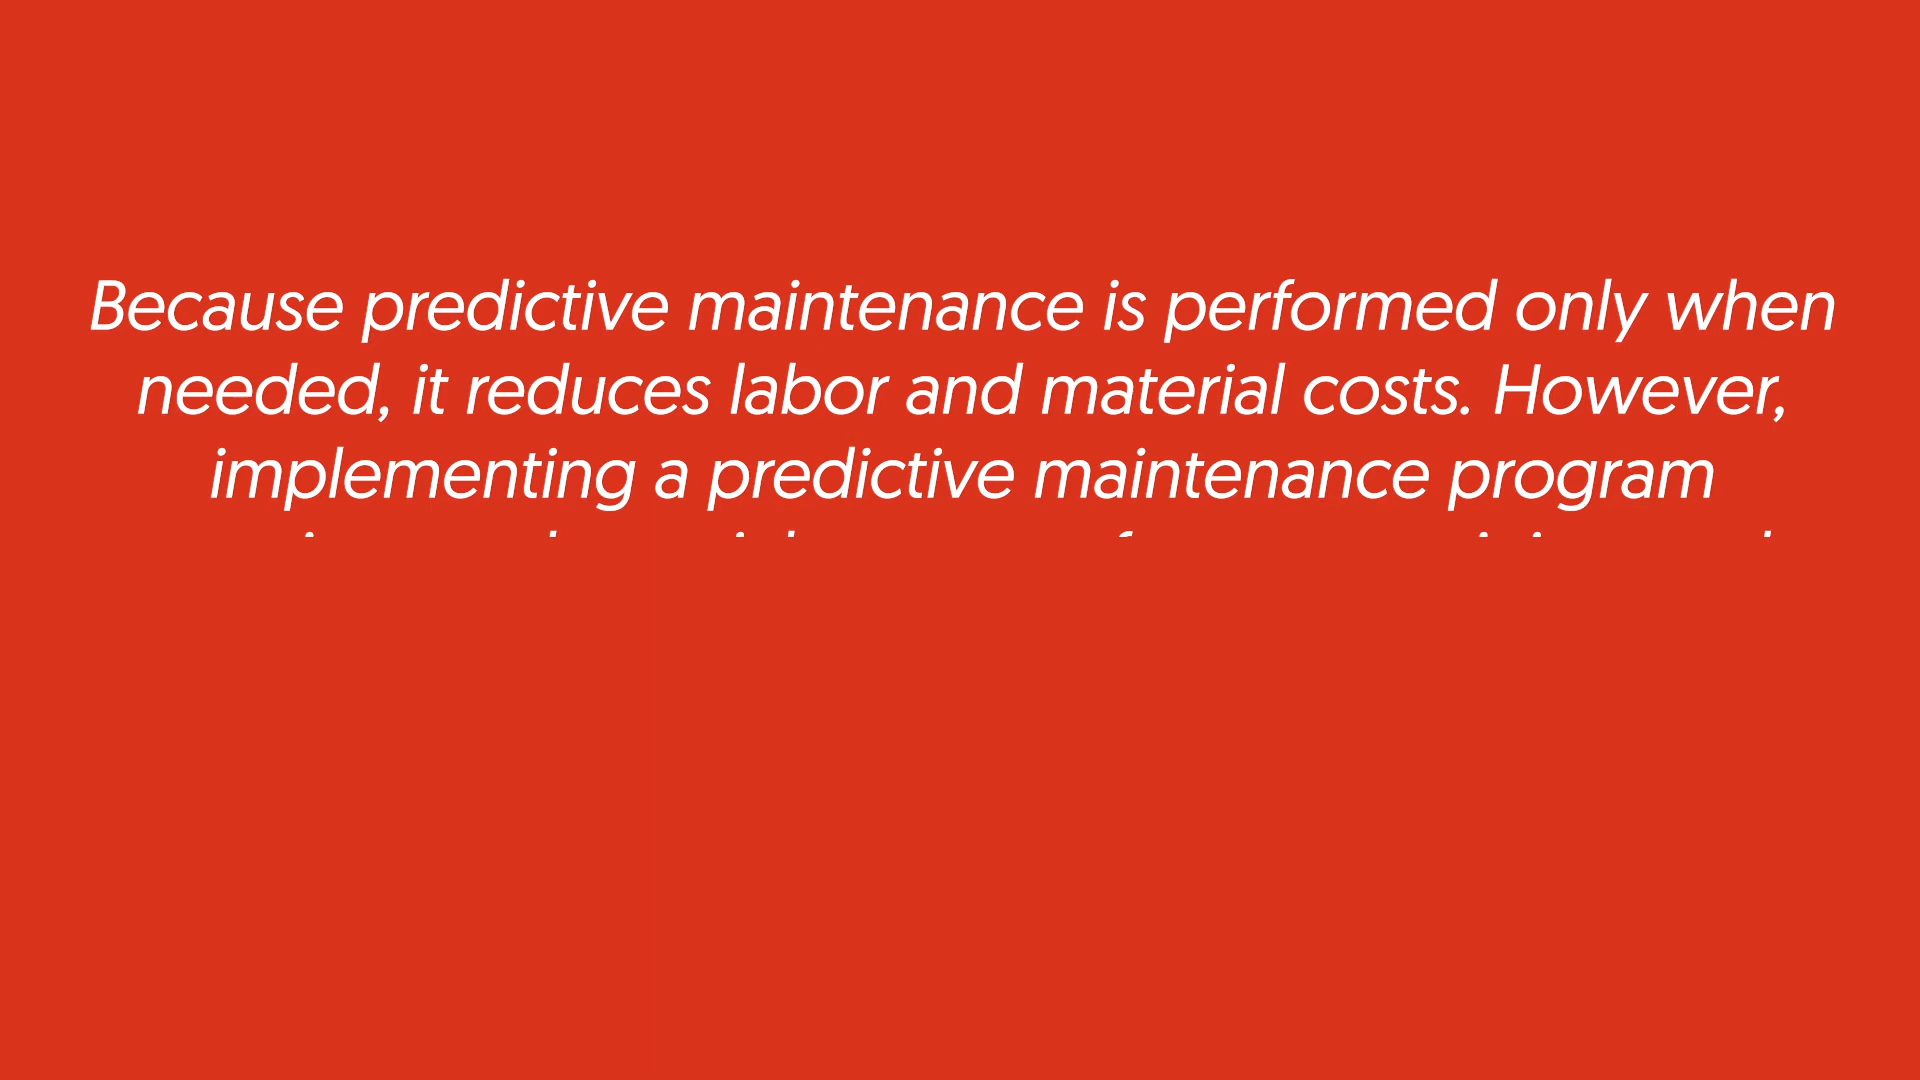 Because predictive maintenance is performed only when
needed, it reduces labor and material costs. However,
implementing a predictive maintenance program